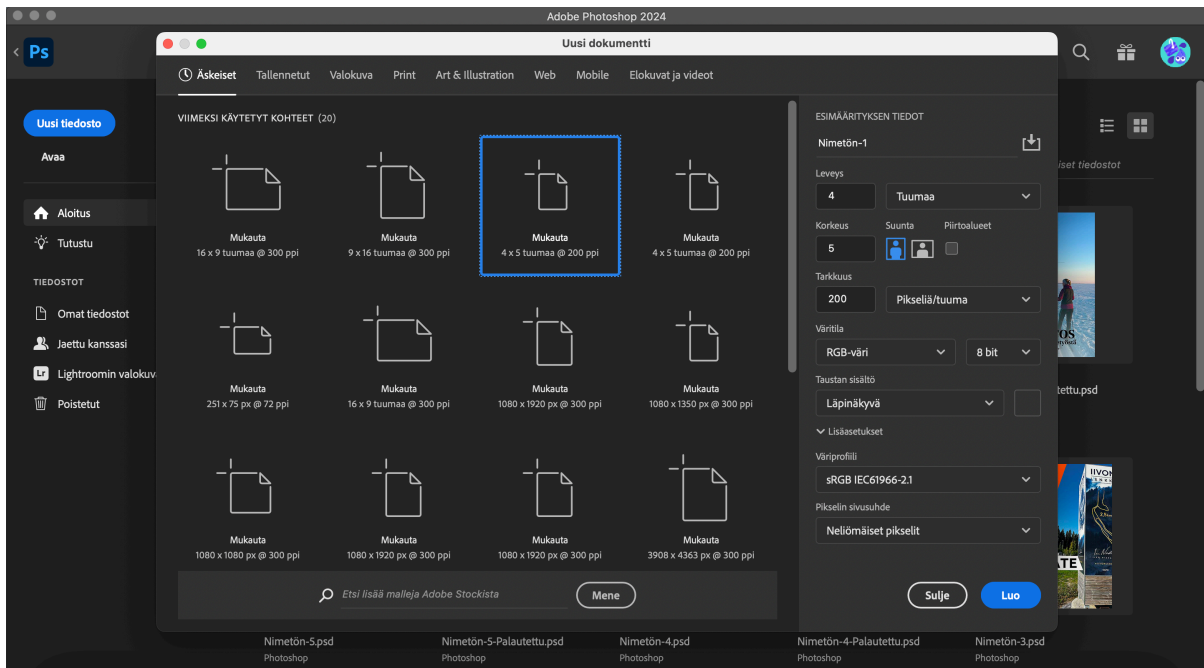 Adobe Photoshop 2024
Ps
Uusi dokumentti
Äskeiset Tallennetut Valokuva Print Art & Illustration Web Mobile Elokuvat ja videot
Uusi tiedosto
Avaa
Aloitus
Tutustu
TIEDOSTOT
Omat tiedostot
Jaettu kanssasi
Lr Lightroomin valokuv
Poistetut
VIIMEKSI KÄYTETYT KOHTEET (20)
Mukauta
16 x 9 tuumaa @ 300 ppi
Mukauta
9 x 16 tuumaa @ 300 ppi
Mukauta
4 x 5 tuumaa @ 200 ppi
Mukauta
4 x 5 tuumaa @ 200 ppi
Mukauta
251 x 75 px @ 72 ppi
Mukauta
16 x 9 tuumaa @ 300 ppi
Mukauta
1080 x 1920 px @ 300 ppi
Mukauta
1080 x 1350 px @ 300 ppi
Mukauta
1080 x 1080 px @ 300 ppi
Mukauta
1080 x 1920 px @ 300 ppi
Mukauta
1080 x 1920 px @ 300 ppi
Mukauta
3908 x 4363 px @ 300 ppi
Etsi lisää malleja Adobe Stockista
Mene
ESIMÄÄRITYKSEN TIEDOT
Nimetön-1
Leveys
4 Tuumaa
Korkeus Suunta Piirtoalueet
5
Tarkkuus
200 Pikseliä/tuuma
Väritila
RGB-väri 8 bit
Taustan sisältö
Läpinäkyvä
Lisäasetukset
Väriprofiili
sRGB IEC61966-2.1
Pikselin sivusuhde
Neliömäiset pikselit
Sulje Luo
iset tiedostot
OS
tettu.psd
IIVON
TE
Nimetön-5.psd
Photoshop
Nimetön-5-Palautettu.psd
Photoshop
Nimetön-4.psd
Photoshop
Nimetön-4-Palautettu.psd
Photoshop
Nimetön-3.psd
Photoshop